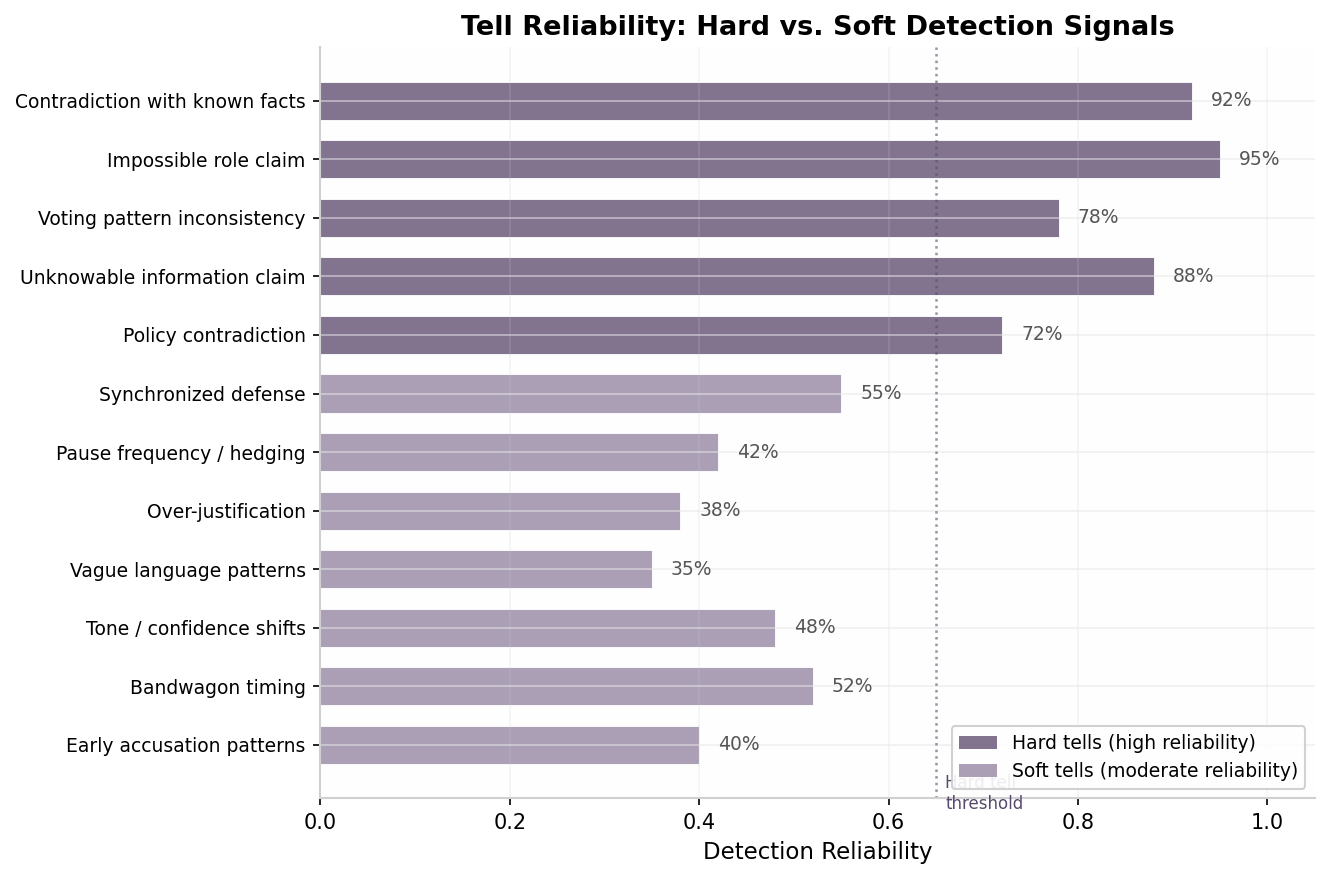 Tell Reliability: Hard vs. Soft Detection Signals
Contradiction with known facts
92%
Impossible role claim
95%
Voting pattern inconsistency
78%
Unknowable information claim
88%
Policy contradiction
72%
Synchronized defense
55%
Pause frequency / hedging
42%
Over-justification
38%
Vague language patterns
35%
Tone / confidence shifts
48%
Bandwagon timing
52%
Early accusation patterns
40%
Hard tells (high reliability)
Soft tells (moderate reliability)
Hard tell
threshold
0.0 0.2 0.4 0.6 0.8 1.0
Detection Reliability